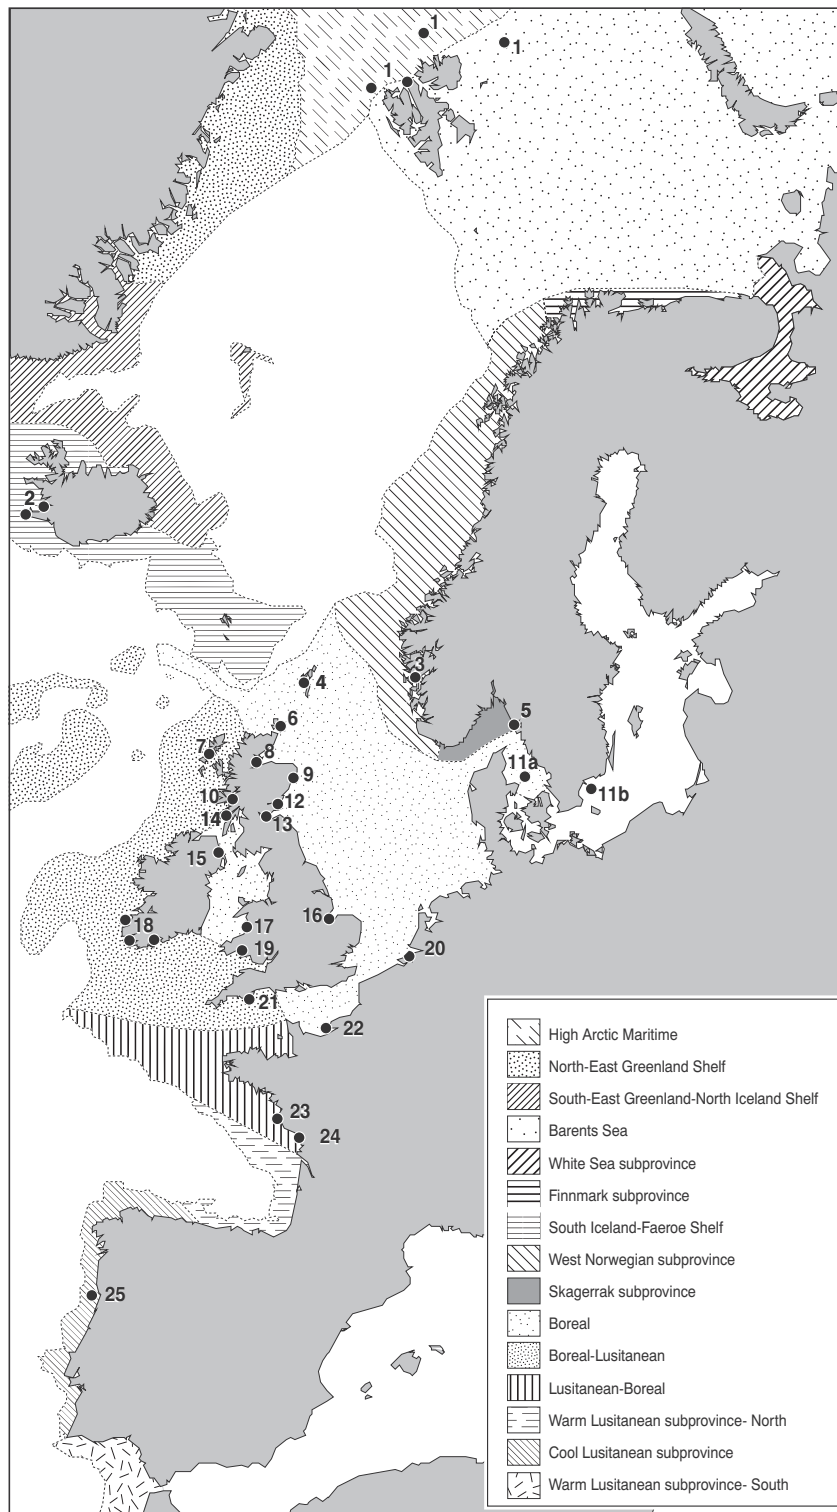 1
1
1
2
3
4
5
6
7
8
9
10
11a
11b
12
13
14
15
16
17
18
19
20
21
22
23
24
25
High Arctic Maritime
North-East Greenland Shelf
South-East Greenland-North Iceland Shelf
Barents Sea
White Sea subprovince
Finnmark subprovince
South Iceland-Faeroe Shelf
West Norwegian subprovince
Skagerrak subprovince
Boreal
Boreal-Lusitanean
Lusitanean-Boreal
Warm Lusitanean subprovince- North
Cool Lusitanean subprovince
Warm Lusitanean subprovince- South